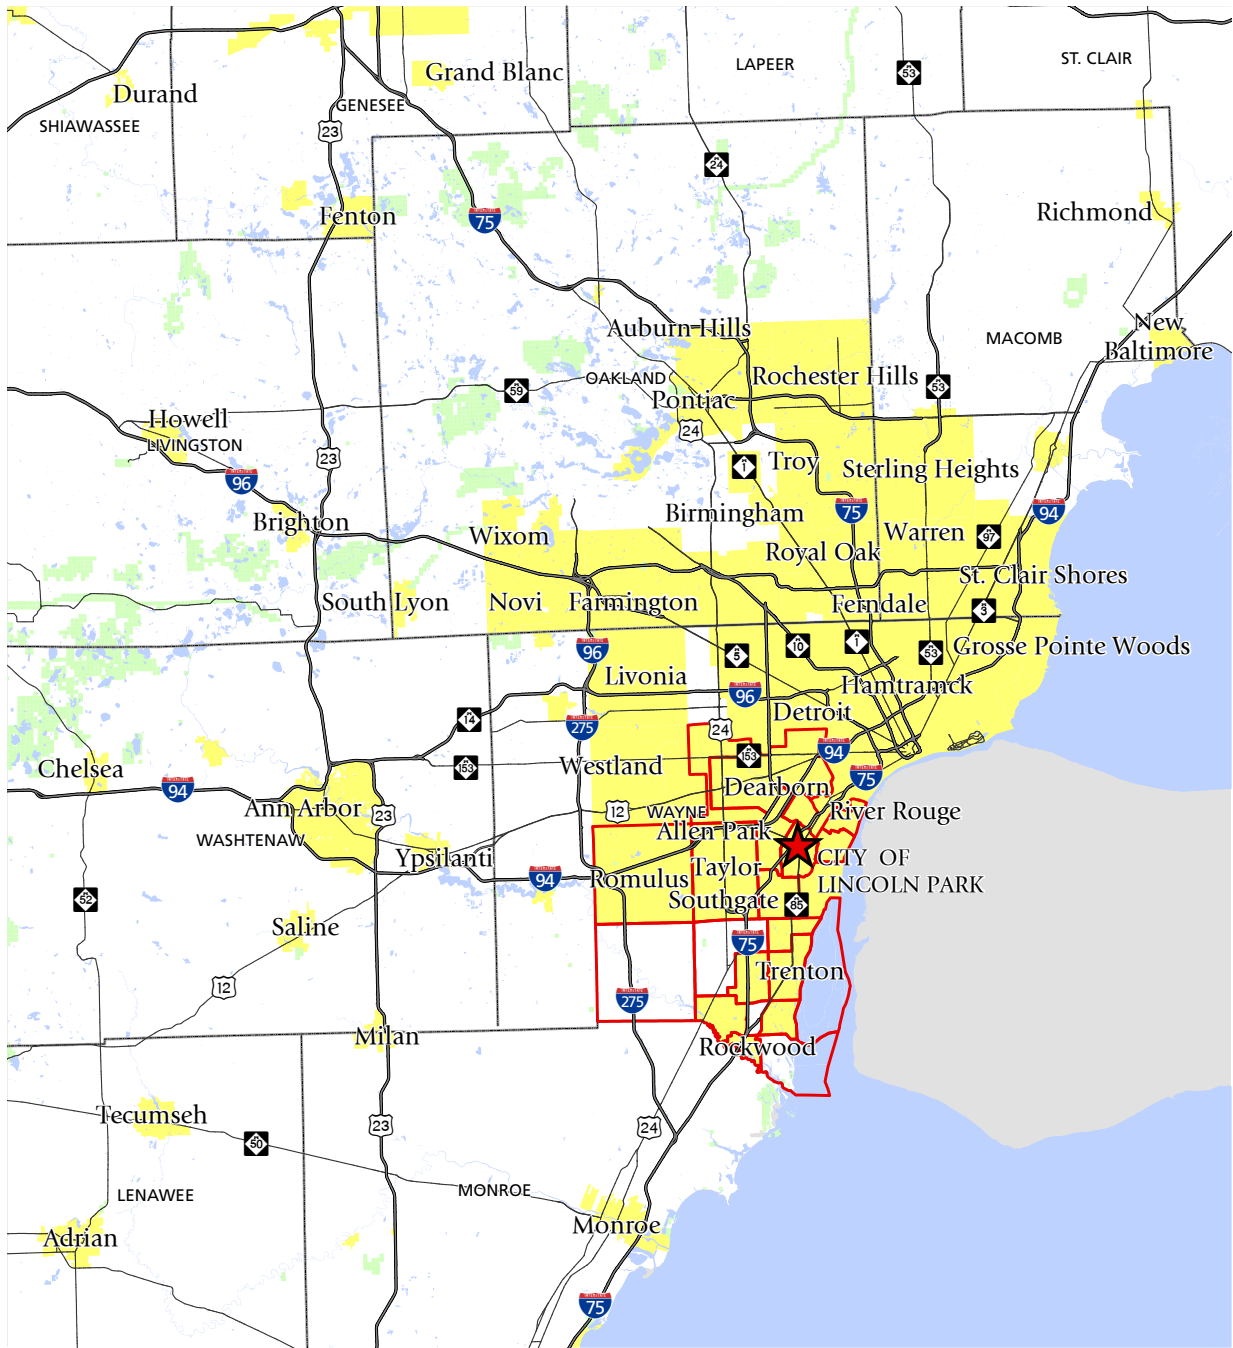 LAPEER
ST. CLAIR
Grand Blanc
53
Durand
GENESEE
SHIAWASSEE
23
24
Richmond
Fenton
75
New
Baltimore
Auburn Hills
MACOMB
OAKLAND
Rochester Hills
59
53
Pontiac
Howell
24
LIVINGSTON
23
Troy
Sterling Heights
M
1
96
75
94
Birmingham
Brighton
Wixom
Warren
M
97
Royal Oak
St. Clair Shores
South Lyon
Novi
Farmington
Ferndale
M
3
M
10
M
1
96
M
5
53
Grosse Pointe Woods
Livonia
Hamtramck
96
Detroit
M
14
275
24
94
M
153
Chelsea
M
153
Westland
75
94
Dearborn
Ann Arbor
23
12
WAYNE
River Rouge
WASHTENAW
Allen Park
Ypsilanti
CITY OF
LINCOLN PARK
Taylor
94
Romulus
M
52
Southgate
M
85
Saline
75
Trenton
12
275
Milan
Rockwood
Tecumseh
23
24
M
50
LENAWEE
MONROE
Monroe
Adrian
75